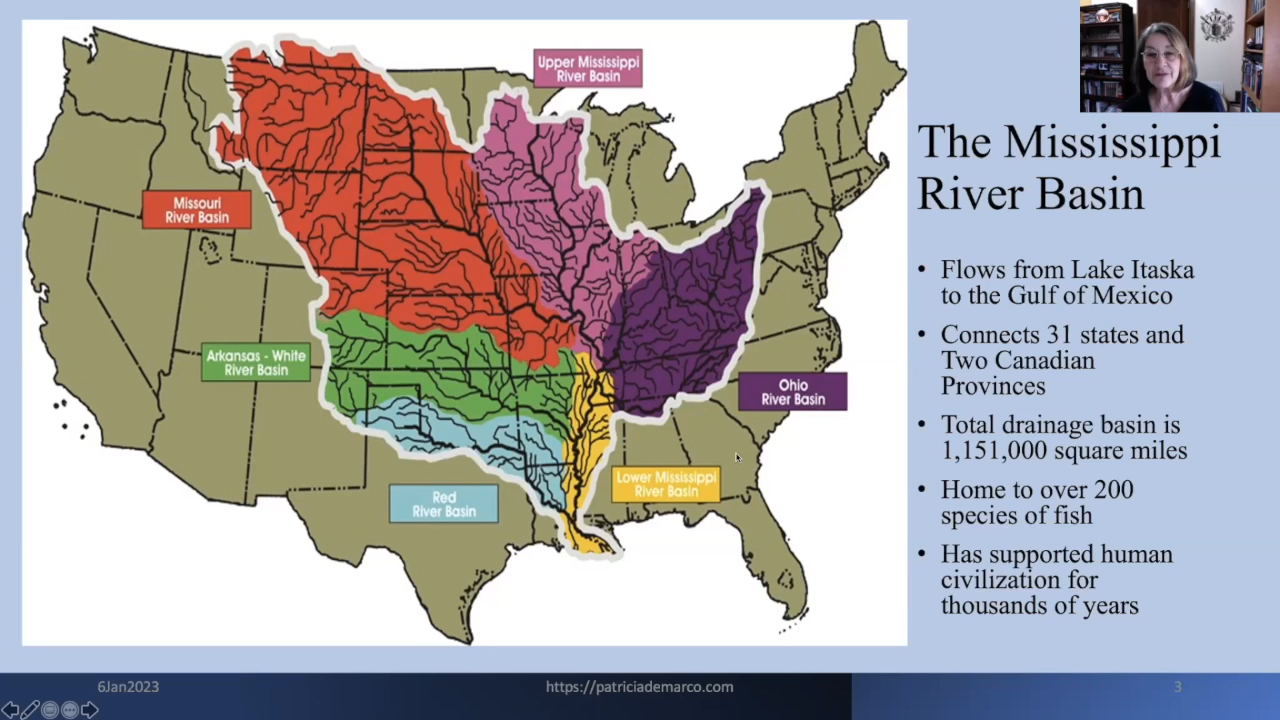 Upper Mississippi
River Basin
Missouri
River Basin
Arkansas - White
River Basin
Ohio
River Basin
Lower Mississippi
River Basin
Red
River Basin
The Mississippi
River Basin
• Flows from Lake Itaska
to the Gulf of Mexico
• Connects 31 states and
Two Canadian
Provinces
• Total drainage basin is
1,151,000 square miles
• Home to over 200
species of fish
• Has supported human
civilization for
thousands of years
6Jan2023
https://patriciademarco.com
3